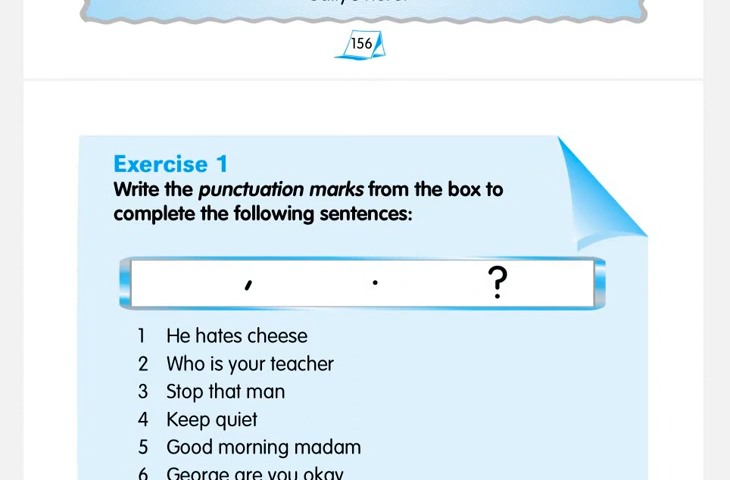 156
Exercise 1
Write the punctuation marks from the box to
complete the following sentences:
, . ?
1 He hates cheese
2 Who is your teacher
3 Stop that man
4 Keep quiet
5 Good morning madam
6 George are you okay